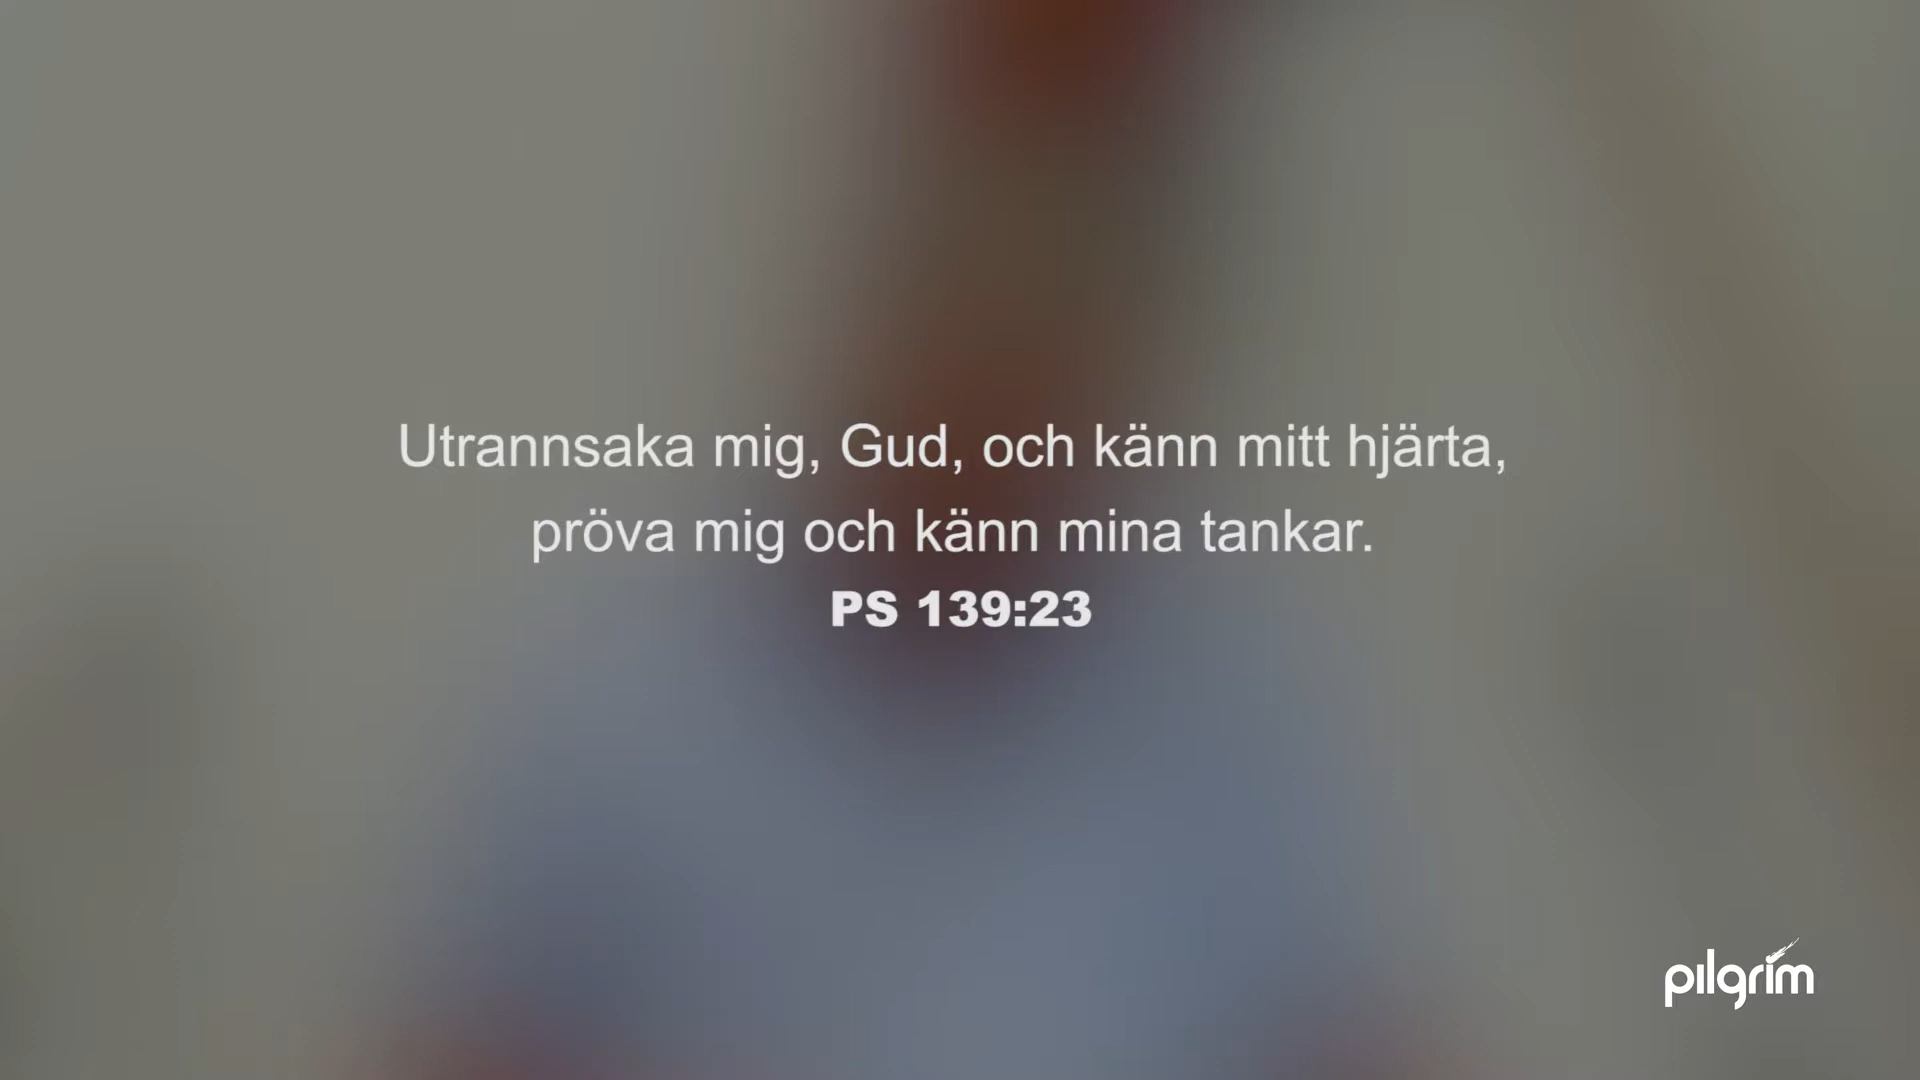 Utrannsaka mig, Gud, och känn mitt hjärta,
pröva mig och känn mina tankar.
PS 139:23
pilgrim